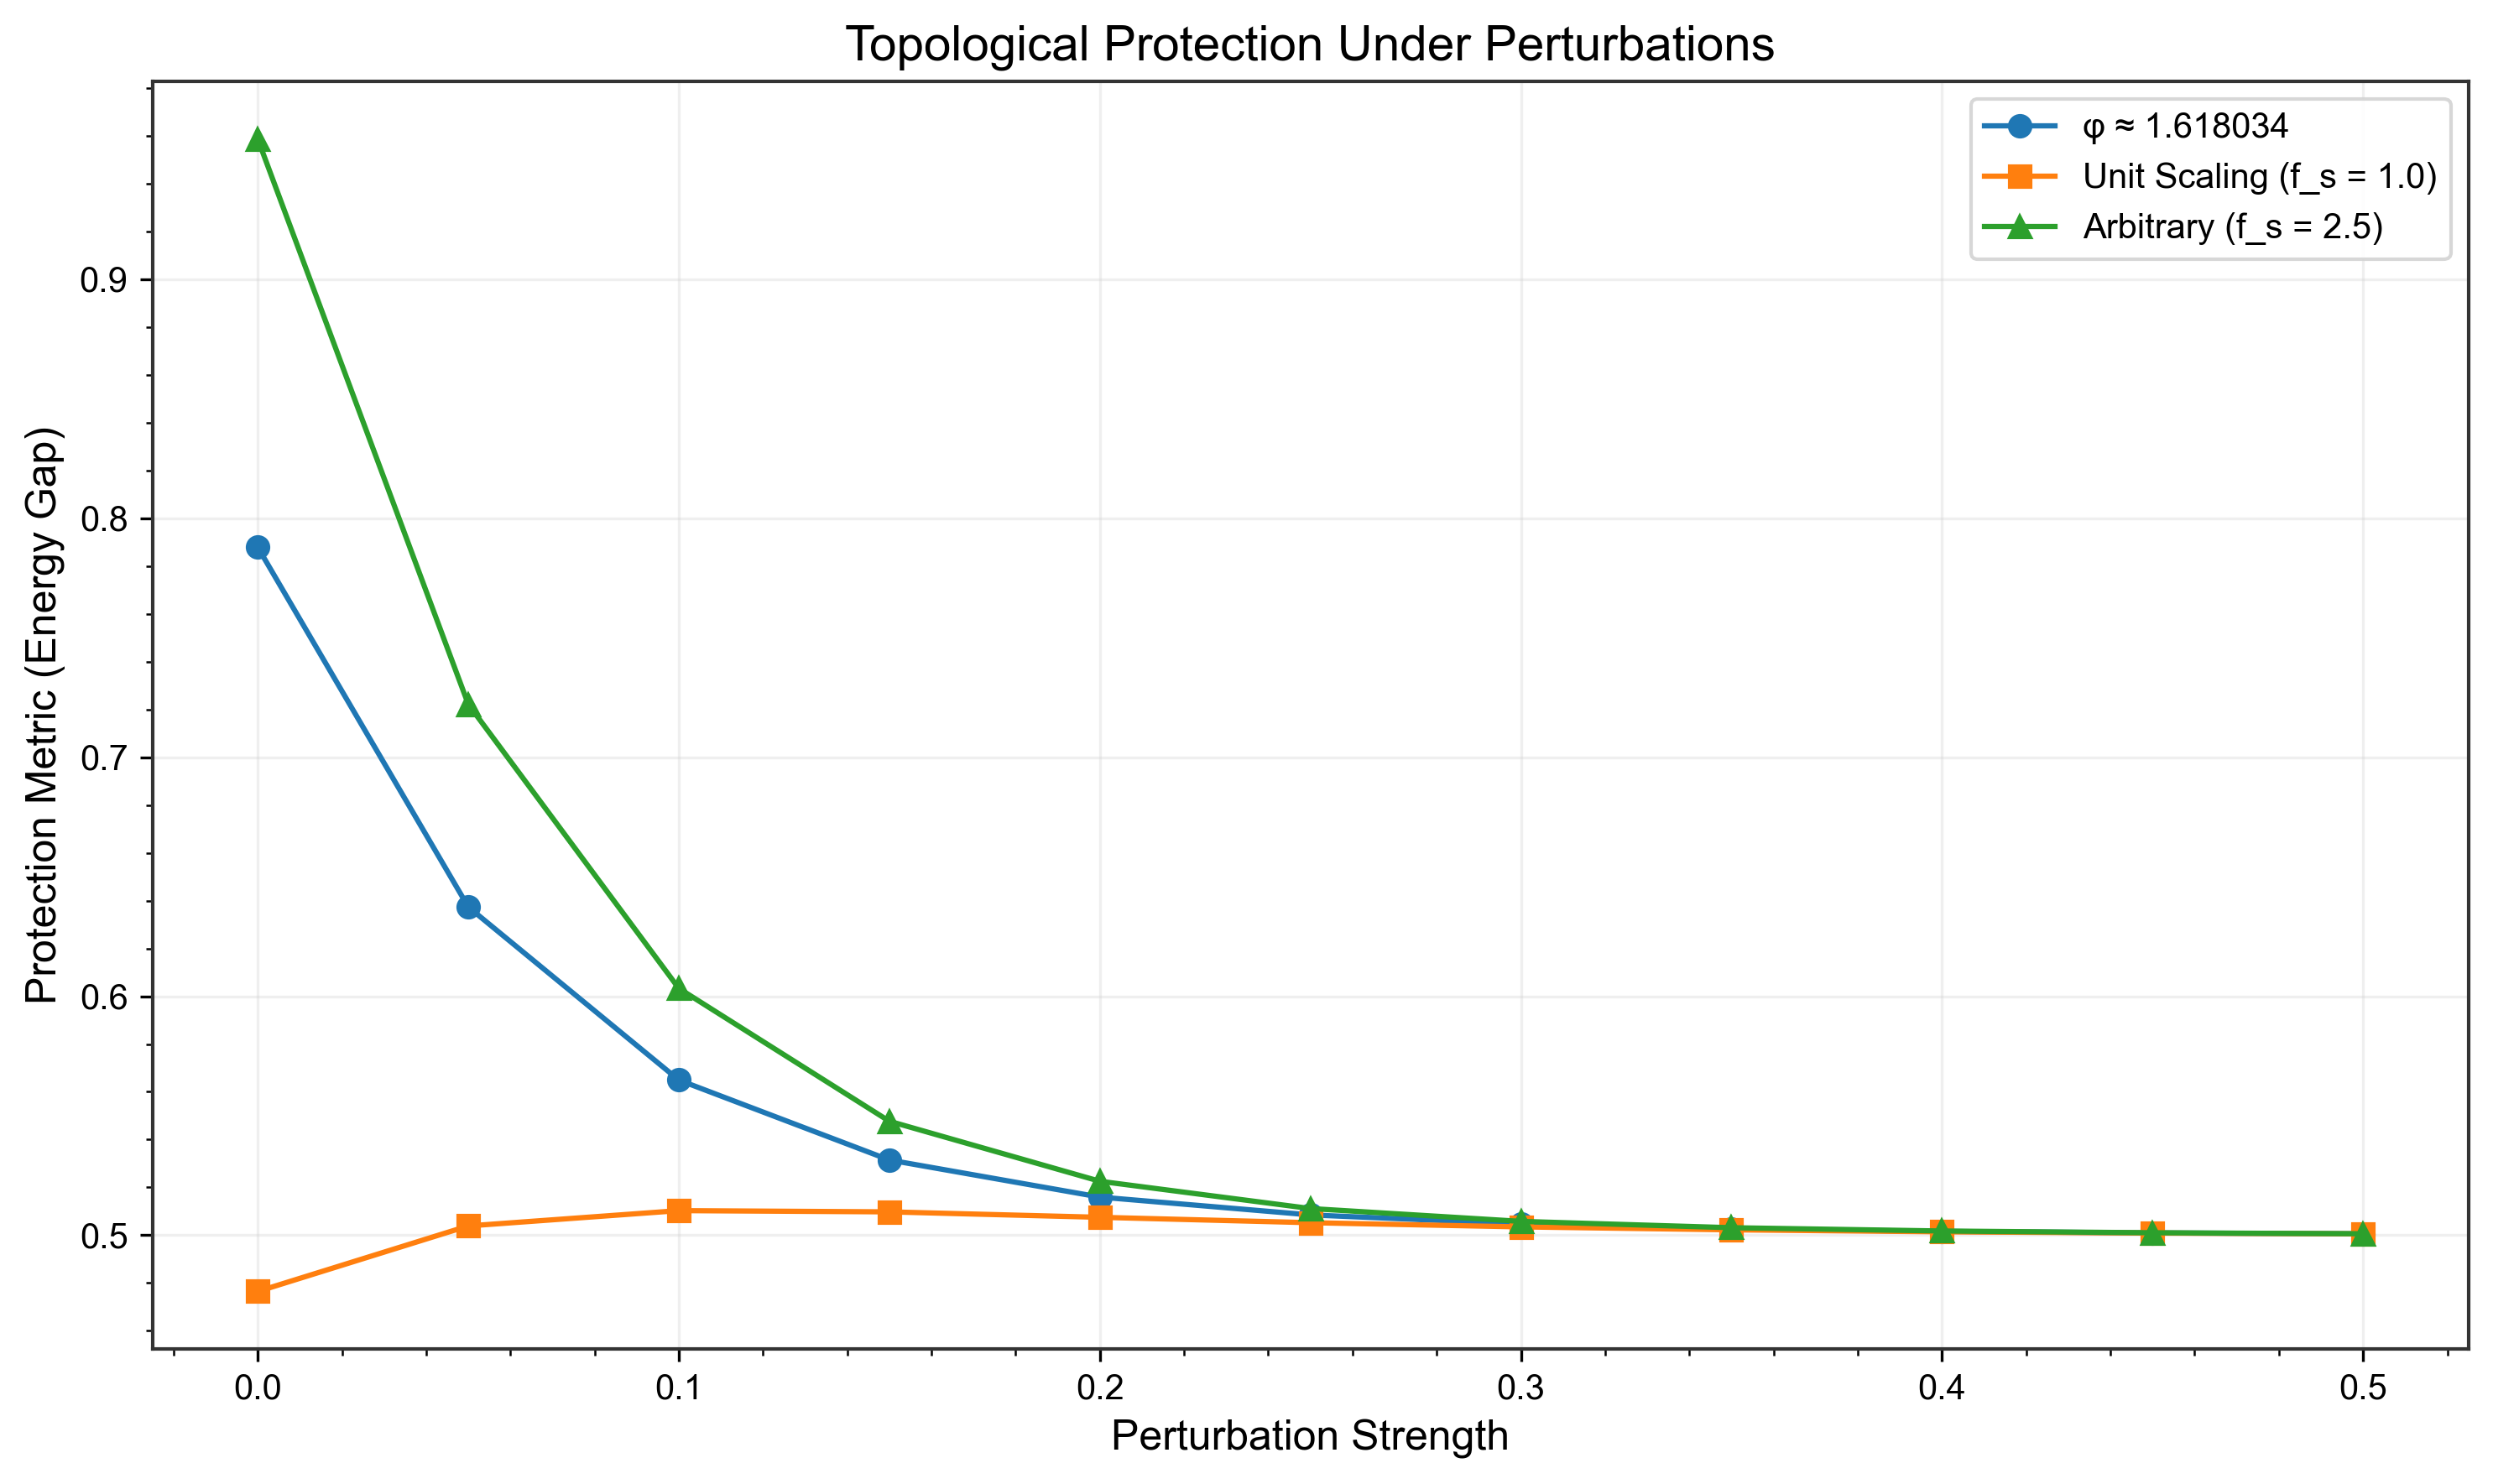 Topological Protection Under Perturbations
φ ≈ 1.618034
Unit Scaling (f_s = 1.0)
Arbitrary (f_s = 2.5)
Protection Metric (Energy Gap)
0.9
0.8
0.7
0.6
0.5
0.0 0.1 0.2 0.3 0.4 0.5
Perturbation Strength